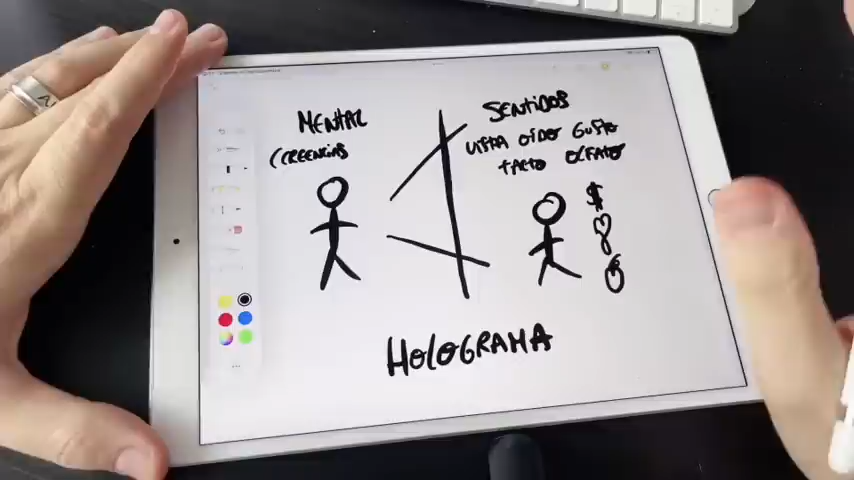 MENTAL
CREENCIAS
SENTIDOS
VISTA OIDO GUSTO
TACTO OLFATO
$
HOLOGRAMA